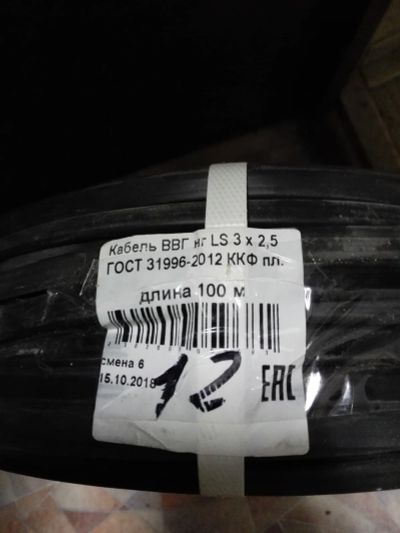 Кабель ВВГ нг LS 3 x 2,5
ГОСТ 31996-2012 ККФ пл.
длина 100 м
смена 6
15.10.2018
12
EAC